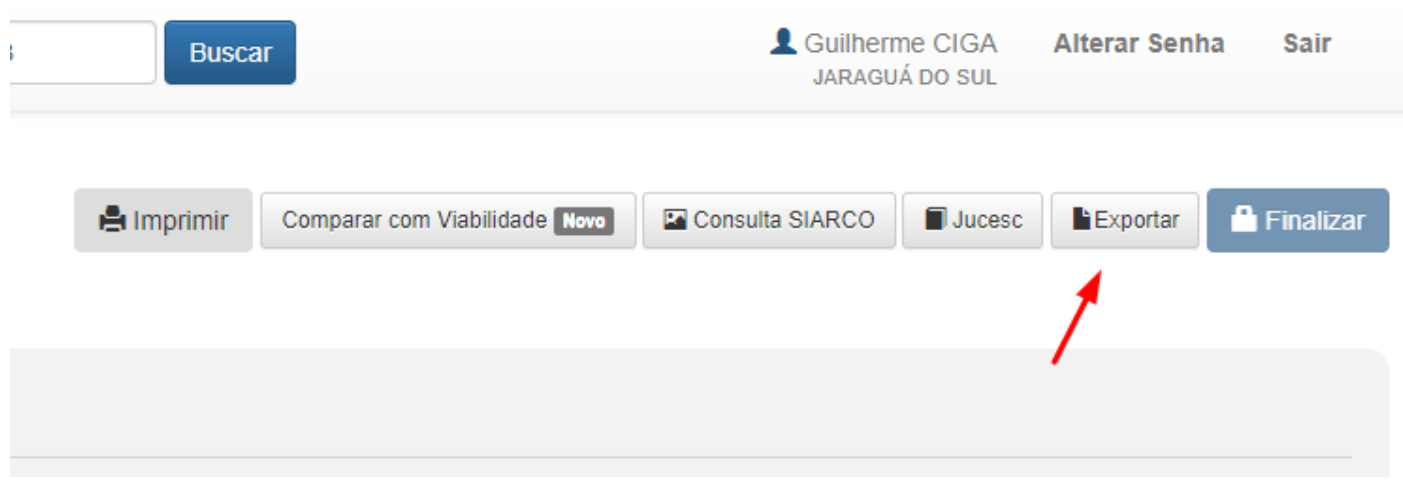 Buscar
Guilherme CIGA Alterar Senha Sair
JARAGUÁ DO SUL
Imprimir Comparar com Viabilidade Novo Consulta SIARCO Jucesc Exportar Finalizar